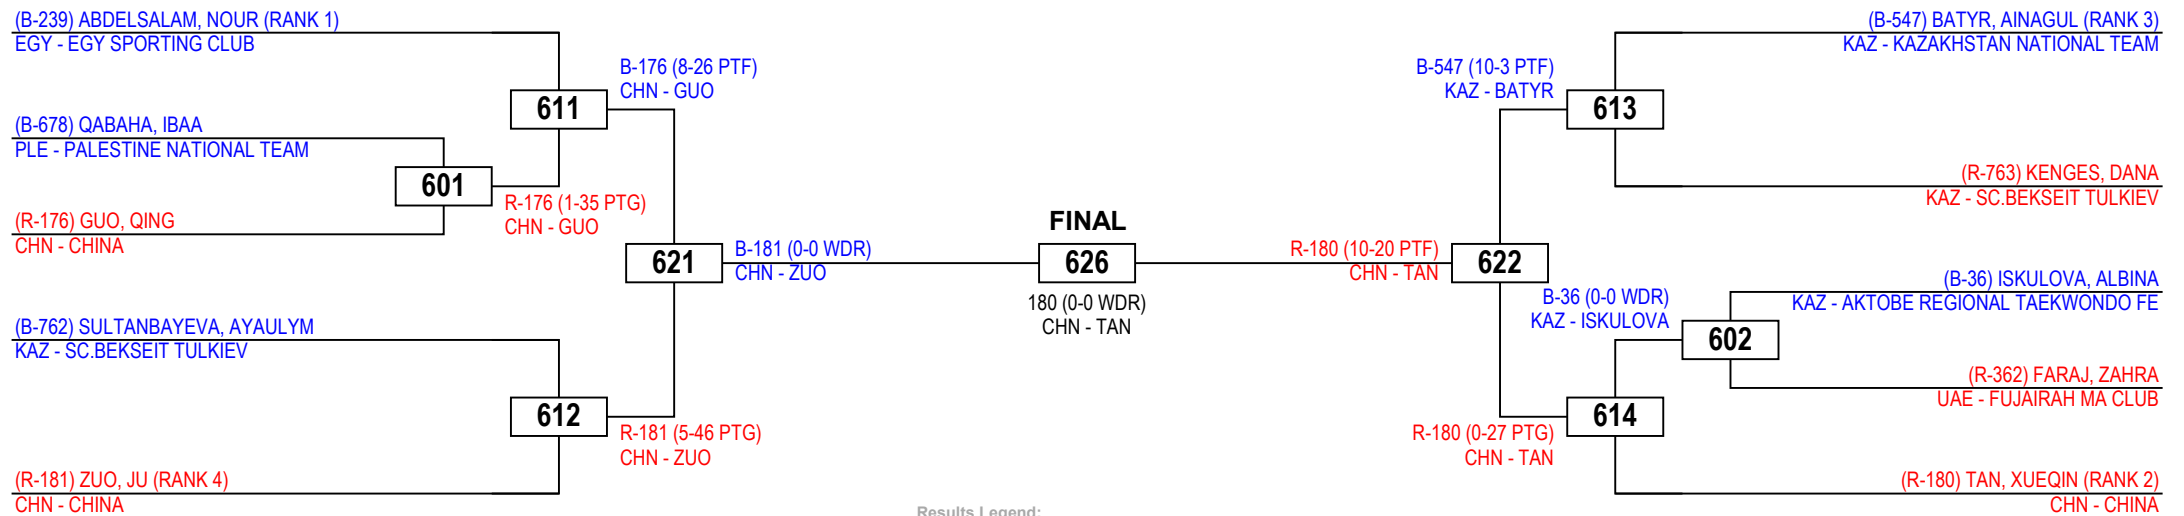 (B-239) ABDELSALAM, NOUR (RANK 1)
EGY - EGY SPORTING CLUB
B-176 (8-26 PTF)
CHN - GUO
611
(B-678) QABAHA, IBAA
PLE - PALESTINE NATIONAL TEAM
601
R-176 (1-35 PTG)
CHN - GUO
(R-176) GUO, QING
CHN - CHINA
621
B-181 (0-0 WDR)
CHN - ZUO
(B-762) SULTANBAYEVA, AYAULYM
KAZ - SC.BEKSEIT TULKIEV
612
R-181 (5-46 PTG)
CHN - ZUO
(R-181) ZUO, JU (RANK 4)
CHN - CHINA
FINAL
626
180 (0-0 WDR)
CHN - TAN
(B-547) BATYR, AINAGUL (RANK 3)
KAZ - KAZAKHSTAN NATIONAL TEAM
B-547 (10-3 PTF)
KAZ - BATYR
613
(R-763) KENGES, DANA
KAZ - SC.BEKSEIT TULKIEV
R-180 (10-20 PTF)
CHN - TAN
622
(B-36) ISKULOVA, ALBINA
KAZ - AKTOBE REGIONAL TAEKWONDO FE
B-36 (0-0 WDR)
KAZ - ISKULOVA
602
(R-362) FARAJ, ZAHRA
UAE - FUJAIRAH MA CLUB
614
R-180 (0-27 PTG)
CHN - TAN
(R-180) TAN, XUEQIN (RANK 2)
CHN - CHINA
Results Legend: